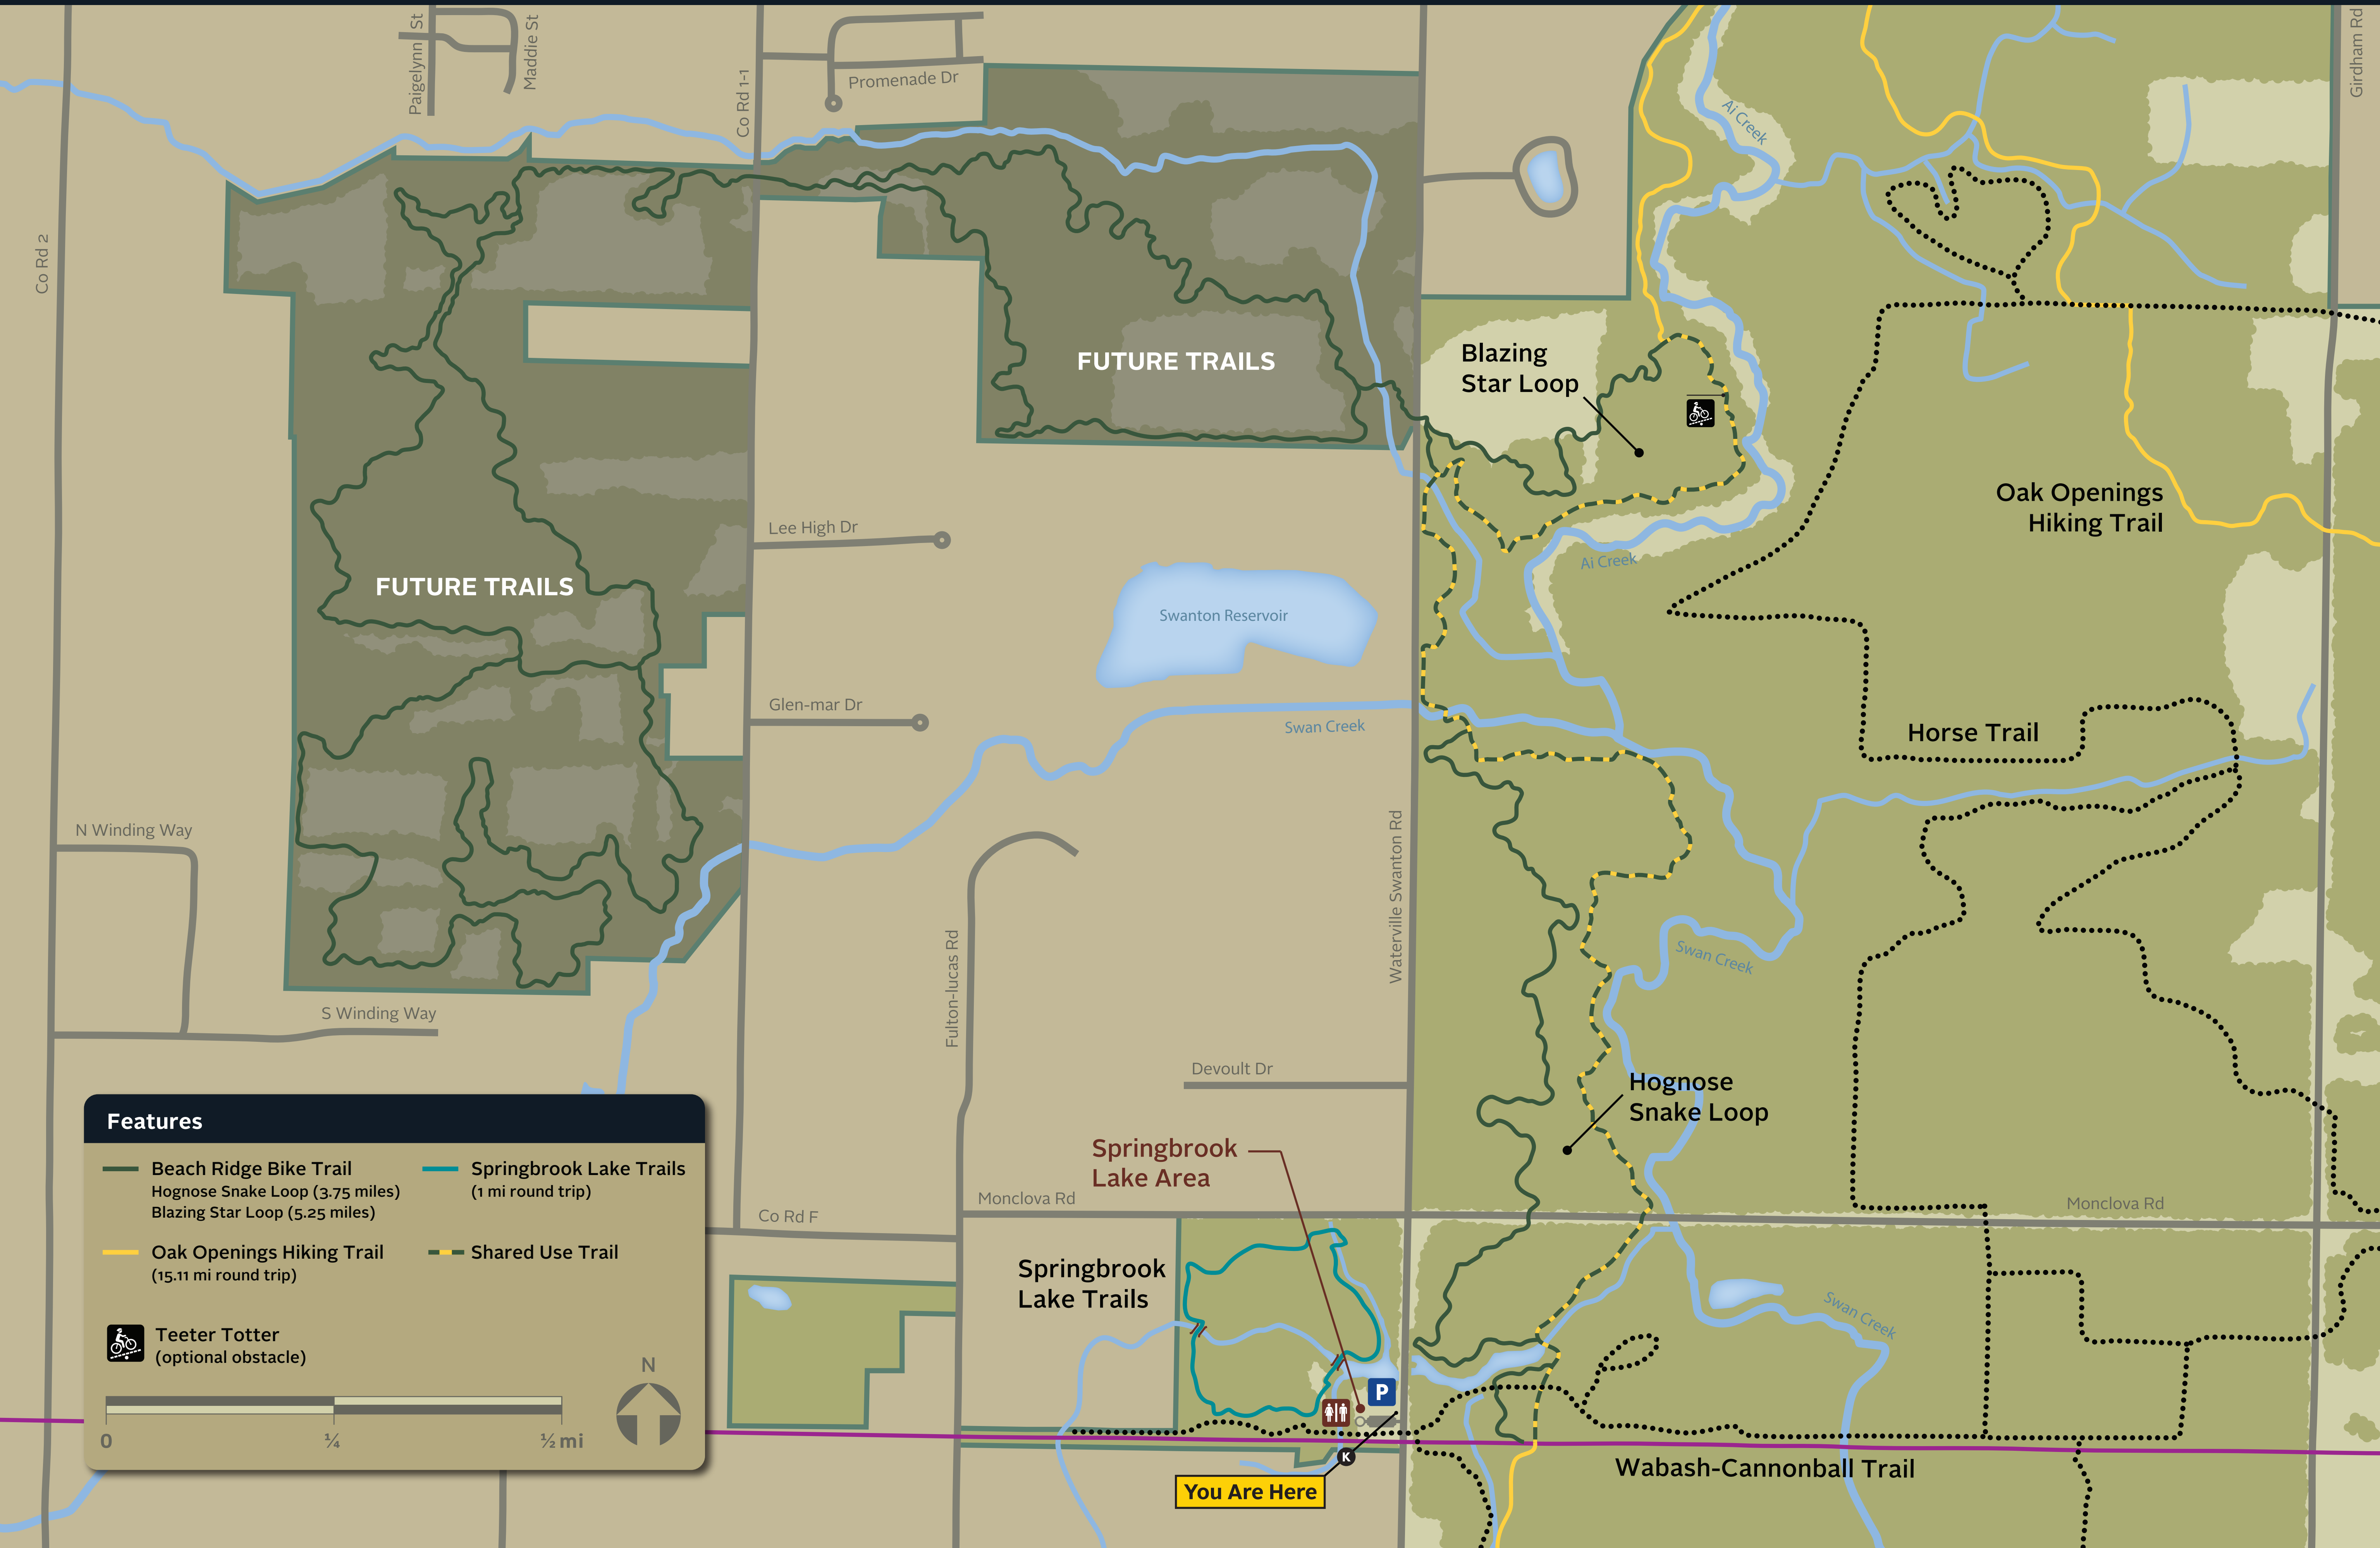 Paigelynn St
Maddie St
Co Rd 1-1
Promenade Dr
Girdham Rd
Ai Creek
Co Rd 2
FUTURE TRAILS
Blazing
Star Loop
Oak Openings
Hiking Trail
Lee High Dr
Ai Creek
FUTURE TRAILS
Swanton Reservoir
Glen-mar Dr
Swan Creek
Horse Trail
N Winding Way
Waterville Swanton Rd
Fulton-lucas Rd
Swan Creek
S Winding Way
Devoult Dr
Hognose
Snake Loop
Springbrook
Lake Area
Monclova Rd
Monclova Rd
Co Rd F
Springbrook
Lake Trails
Swan Creek
P
K
You Are Here
Wabash-Cannonball Trail
Features
Beach Ridge Bike Trail
Hognose Snake Loop (3.75 miles)
Blazing Star Loop (5.25 miles)
Springbrook Lake Trails
(1 mi round trip)
Oak Openings Hiking Trail
(15.11 mi round trip)
Shared Use Trail
Teeter Totter
(optional obstacle)
N
0 ¼ ½ mi